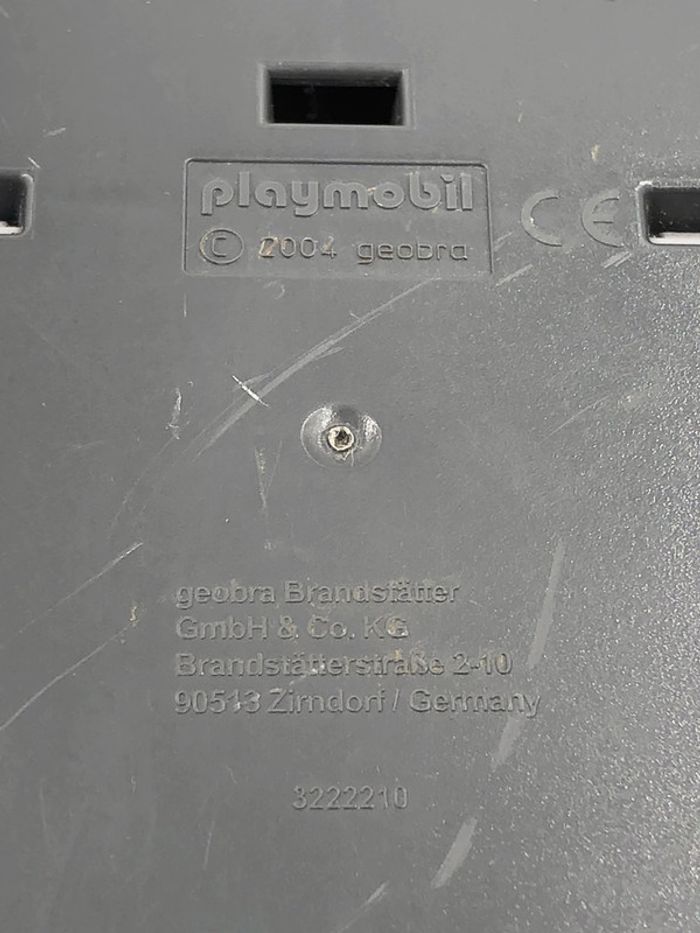 playmobil
© 2004 geobra
CE
geobra Brandstätter
GmbH & Co. KG
Brandstätterstraße 2-10
90513 Zirndorf / Germany
3222210